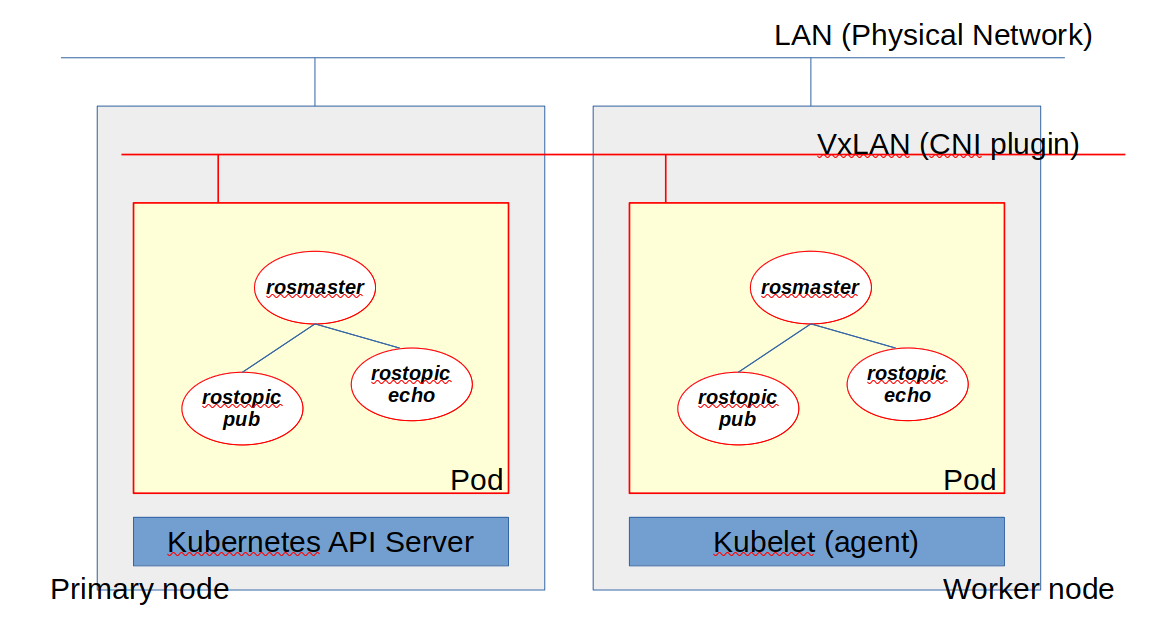 LAN (Physical Network)
VxLAN (CNI plugin)
rosmaster
rostopic
pub
rostopic
echo
Pod
Kubernetes API Server
Primary node
rosmaster
rostopic
pub
rostopic
echo
Pod
Kubelet (agent)
Worker node